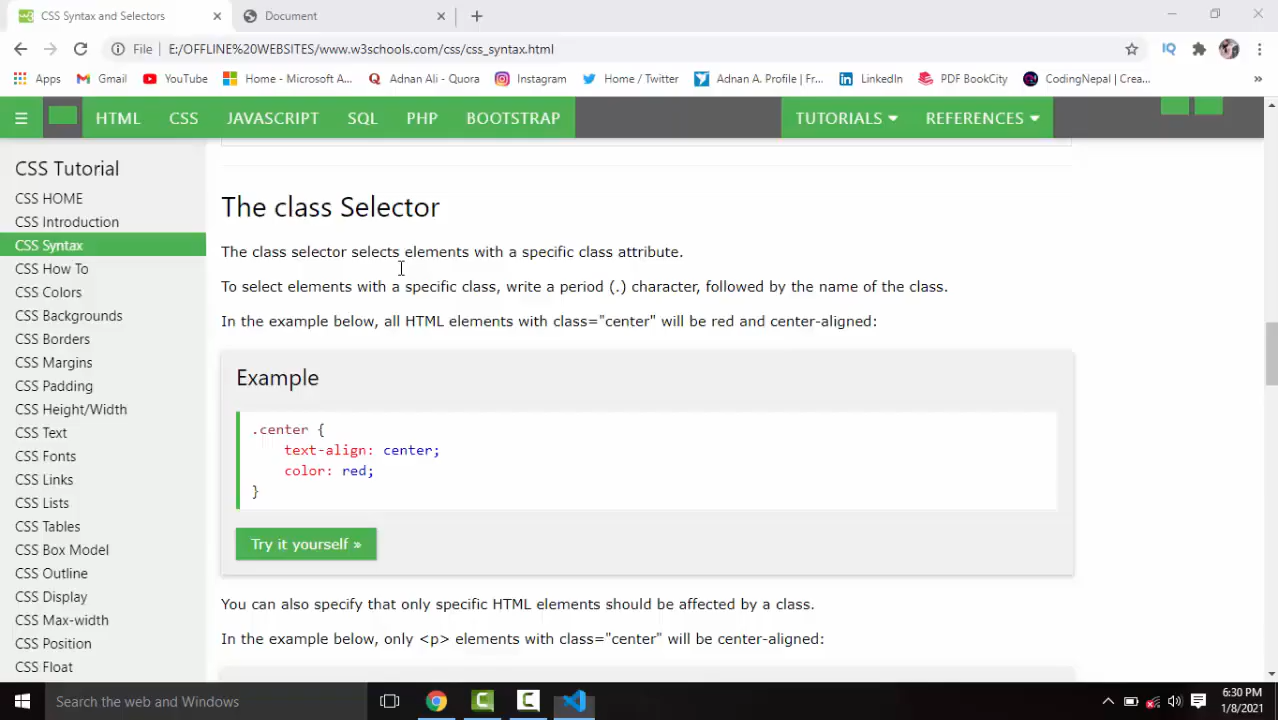 CSS Syntax and Selectors
Document
File
E:/OFFLINE%20WEBSITES/www.w3schools.com/css/css_syntax.html
IQ
Apps
Gmail
YouTube
Home - Microsoft A...
Adnan Ali - Quora
Instagram
Home / Twitter
Adnan A. Profile | Fr...
LinkedIn
PDF BookCity
CodingNepal | Crea...
»
HTML
CSS
JAVASCRIPT
SQL
PHP
BOOTSTRAP
TUTORIALS
REFERENCES
CSS Tutorial
CSS HOME
CSS Introduction
CSS Syntax
CSS How To
CSS Colors
CSS Backgrounds
CSS Borders
CSS Margins
CSS Padding
CSS Height/Width
CSS Text
CSS Fonts
CSS Links
CSS Lists
CSS Tables
CSS Box Model
CSS Outline
CSS Display
CSS Max-width
CSS Position
CSS Float
The class Selector
The class selector selects elements with a specific class attribute.
To select elements with a specific class, write a period (.) character, followed by the name of the class.
In the example below, all HTML elements with class="center" will be red and center-aligned:
Example
.center {
text-align: center;
color: red;
}
Try it yourself »
You can also specify that only specific HTML elements should be affected by a class.
In the example below, only <p> elements with class="center" will be center-aligned:
Search the web and Windows
6:30 PM
1/8/2021